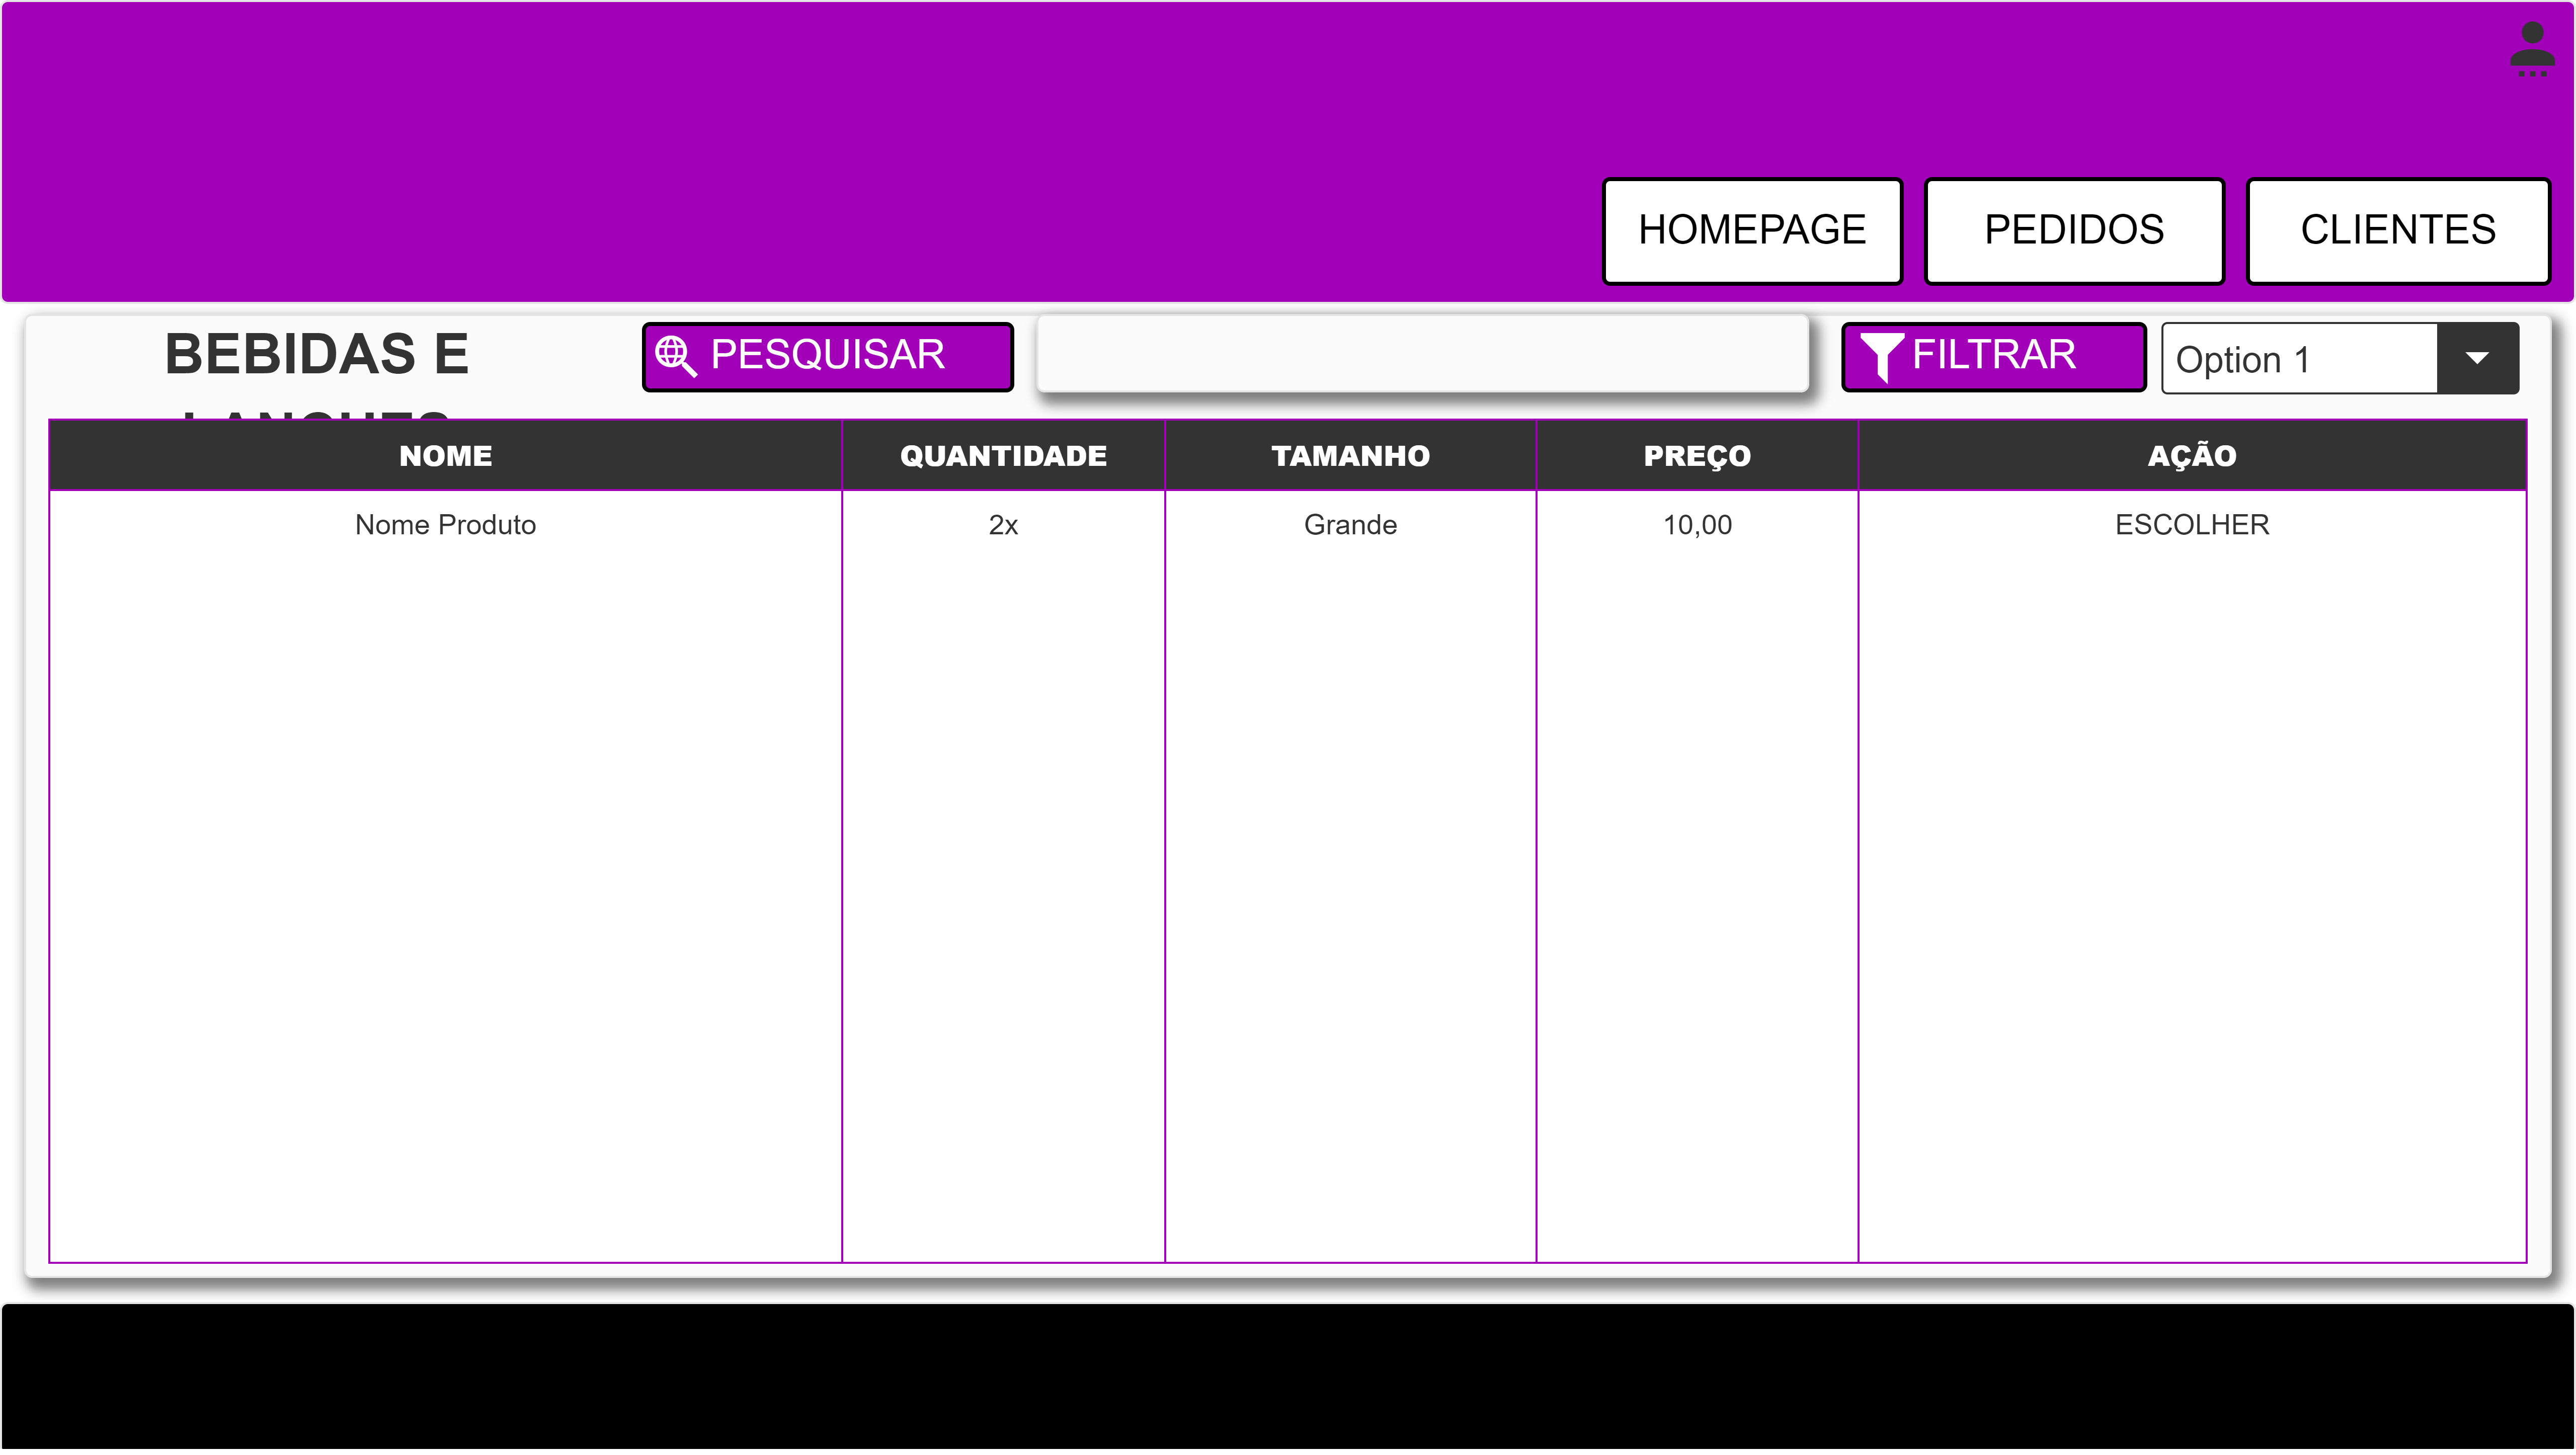 HOMEPAGE PEDIDOS CLIENTES
BEBIDAS E
PESQUISAR
FILTRAR
Option 1
NOME QUANTIDADE TAMANHO PREÇO AÇÃO
Nome Produto 2x Grande 10,00 ESCOLHER